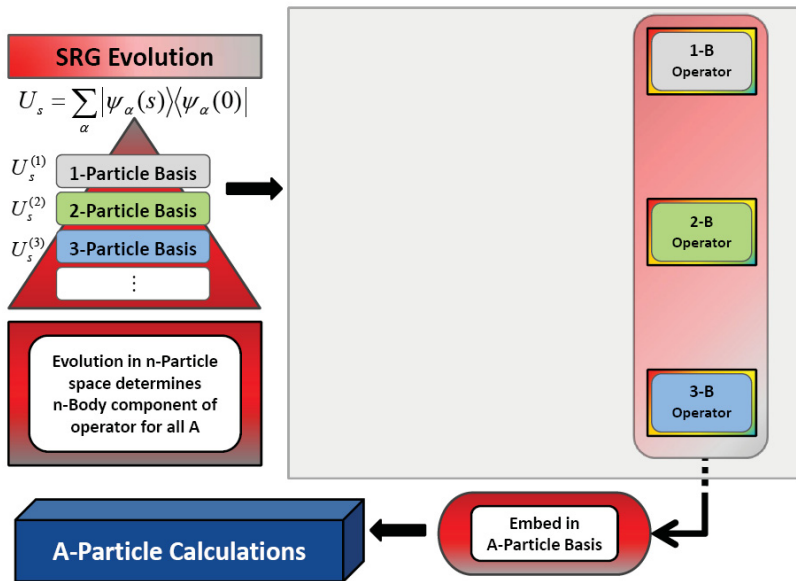 SRG Evolution
U_s = ∑_α |ψ_α(s)⟩⟨ψ_α(0)|
U_s^(1) 1-Particle Basis
U_s^(2) 2-Particle Basis
U_s^(3) 3-Particle Basis
⋮
Evolution in n-Particle
space determines
n-Body component of
operator for all A
1-B
Operator
2-B
Operator
3-B
Operator
Embed in
A-Particle Basis
A-Particle Calculations